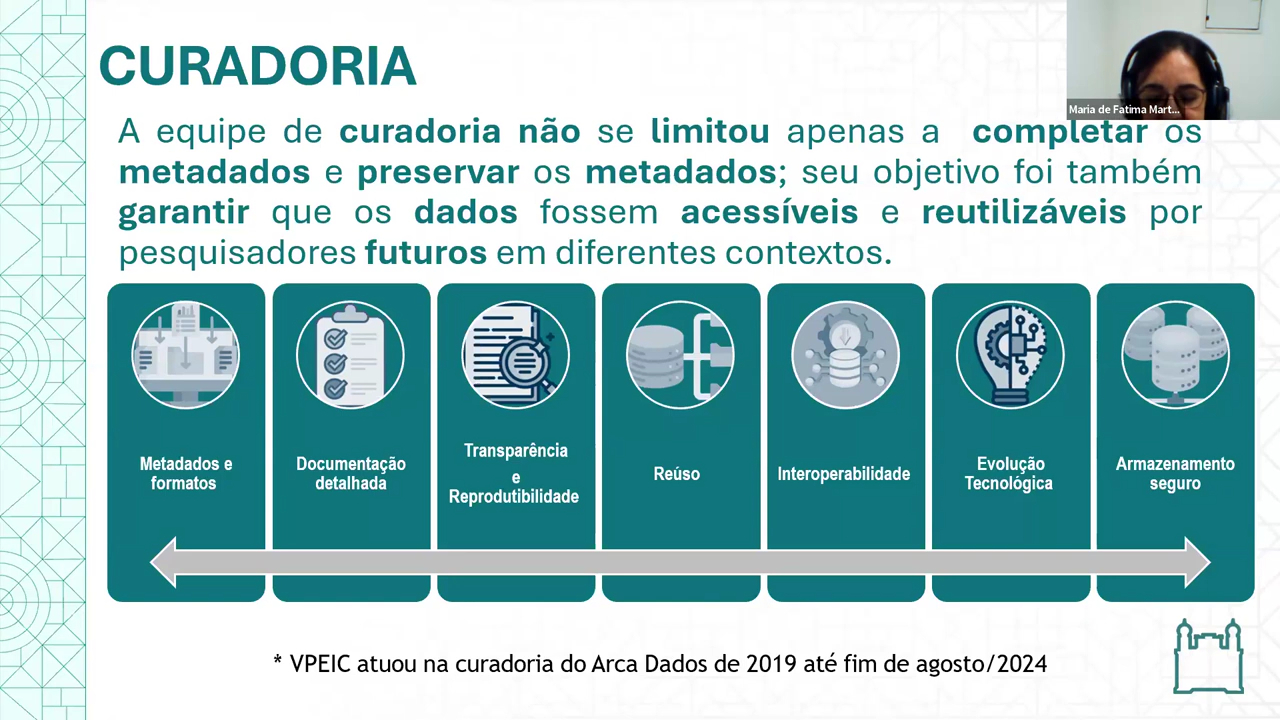 CURADORIA
Maria de Fatima Mart...
A equipe de curadoria não se limitou apenas a completar os
metadados e preservar os metadados; seu objetivo foi também
garantir que os dados fossem acessíveis e reutilizáveis por
pesquisadores futuros em diferentes contextos.
Metadados e
formatos
Documentação
detalhada
Transparência
e
Reprodutibilidade
Reúso
Interoperabilidade
Evolução
Tecnológica
Armazenamento
seguro
* VPEIC atuou na curadoria do Arca Dados de 2019 até fim de agosto/2024